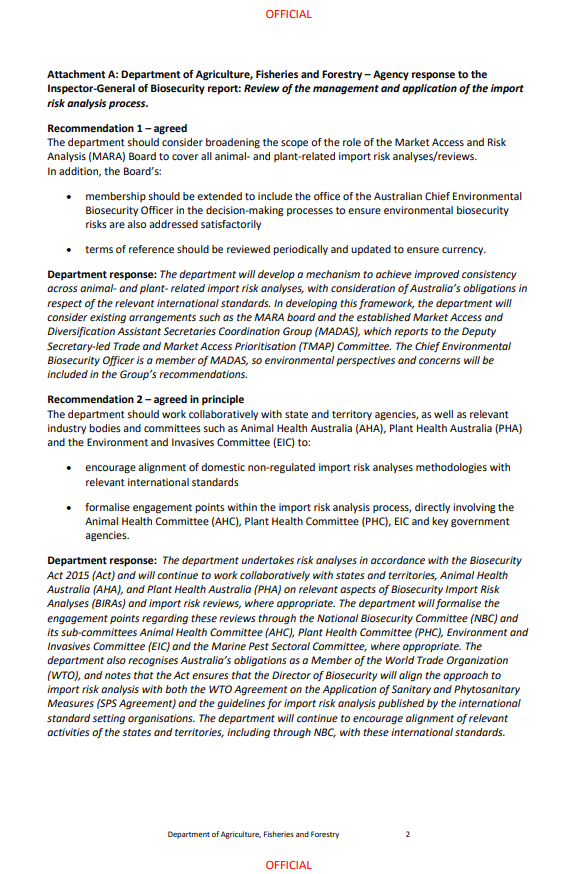 OFFICIAL
Attachment A: Department of Agriculture, Fisheries and Forestry – Agency response to the
Inspector-General of Biosecurity report: Review of the management and application of the import
risk analysis process.
Recommendation 1 – agreed
The department should consider broadening the scope of the role of the Market Access and Risk
Analysis (MARA) Board to cover all animal- and plant-related import risk analyses/reviews.
In addition, the Board's:
• membership should be extended to include the office of the Australian Chief Environmental
Biosecurity Officer in the decision-making processes to ensure environmental biosecurity
risks are also addressed satisfactorily
• terms of reference should be reviewed periodically and updated to ensure currency.
Department response: The department will develop a mechanism to achieve improved consistency
across animal- and plant- related import risk analyses, with consideration of Australia's obligations in
respect of the relevant international standards. In developing this framework, the department will
consider existing arrangements such as the MARA board and the established Market Access and
Diversification Assistant Secretaries Coordination Group (MADAS), which reports to the Deputy
Secretary-led Trade and Market Access Prioritisation (TMAP) Committee. The Chief Environmental
Biosecurity Officer is a member of MADAS, so environmental perspectives and concerns will be
included in the Group's recommendations.
Recommendation 2 – agreed in principle
The department should work collaboratively with state and territory agencies, as well as relevant
industry bodies and committees such as Animal Health Australia (AHA), Plant Health Australia (PHA)
and the Environment and Invasives Committee (EIC) to:
• encourage alignment of domestic non-regulated import risk analyses methodologies with
relevant international standards
• formalise engagement points within the import risk analysis process, directly involving the
Animal Health Committee (AHC), Plant Health Committee (PHC), EIC and key government
agencies.
Department response: The department undertakes risk analyses in accordance with the Biosecurity
Act 2015 (Act) and will continue to work collaboratively with states and territories, Animal Health
Australia (AHA), and Plant Health Australia (PHA) on relevant aspects of Biosecurity Import Risk
Analyses (BIRAs) and import risk reviews, where appropriate. The department will formalise the
engagement points regarding these reviews through the National Biosecurity Committee (NBC) and
its sub-committees Animal Health Committee (AHC), Plant Health Committee (PHC), Environment and
Invasives Committee (EIC) and the Marine Pest Sectoral Committee, where appropriate. The
department also recognises Australia's obligations as a Member of the World Trade Organization
(WTO), and notes that the Act ensures that the Director of Biosecurity will align the approach to
import risk analysis with both the WTO Agreement on the Application of Sanitary and Phytosanitary
Measures (SPS Agreement) and the guidelines for import risk analysis published by the international
standard setting organisations. The department will continue to encourage alignment of relevant
activities of the states and territories, including through NBC, with these international standards.
Department of Agriculture, Fisheries and Forestry 2
OFFICIAL